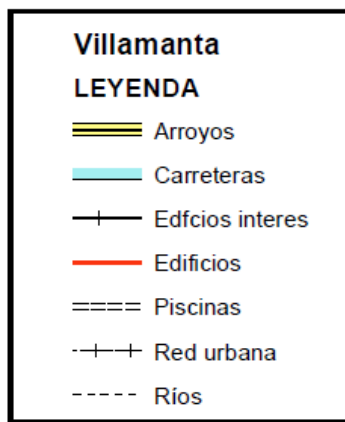 Villamanta
LEYENDA
Arroyos
Carreteras
Edfcios interes
Edificios
Piscinas
Red urbana
Ríos